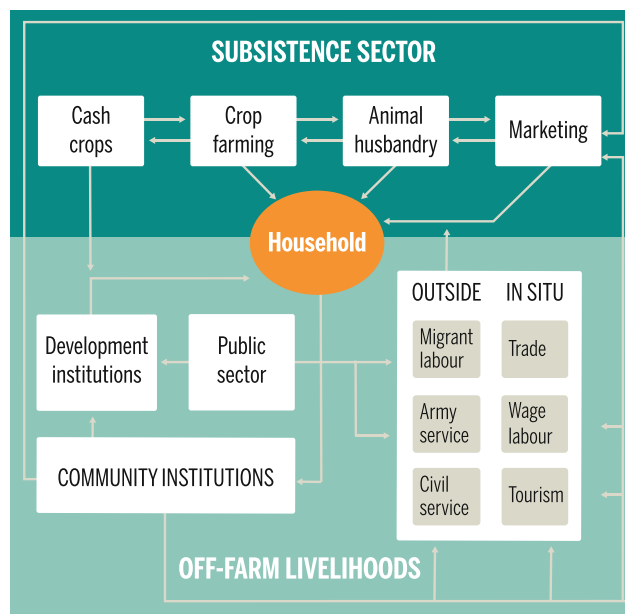 SUBSISTENCE SECTOR
Cash
crops
Crop
farming
Animal
husbandry
Marketing
Household
OUTSIDE
IN SITU
Migrant
labour
Trade
Army
service
Wage
labour
Civil
service
Tourism
Development
institutions
Public
sector
COMMUNITY INSTITUTIONS
OFF-FARM LIVELIHOODS